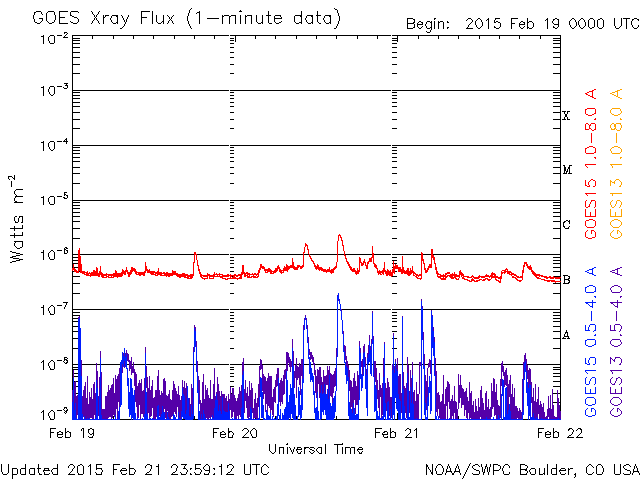 GOES Xray Flux (1-minute data)
Begin: 2015 Feb 19 0000 UTC
10-2
10-3
10-4
10-5
10-6
10-7
10-8
10-9
Watts m-2
X
M
C
B
A
GOES15 1.0-8.0 A
GOES13 1.0-8.0 A
GOES15 0.5-4.0 A
GOES13 0.5-4.0 A
Feb 19
Feb 20
Feb 21
Feb 22
Universal Time
Updated 2015 Feb 21 23:59:12 UTC
NOAA/SWPC Boulder, CO USA